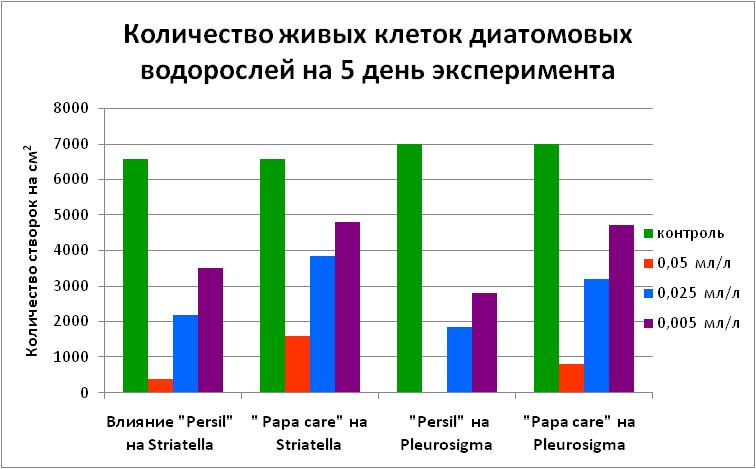 Количество живых клеток диатомовых
водорослей на 5 день эксперимента
Количество створок на см²
8000
7000
6000
5000
4000
3000
2000
1000
0
Влияние "Persil"
на Striatella
" Papa care" на
Striatella
"Persil" на
Pleurosigma
"Papa care" на
Pleurosigma
контроль
0,05 мл/л
0,025 мл/л
0,005 мл/л